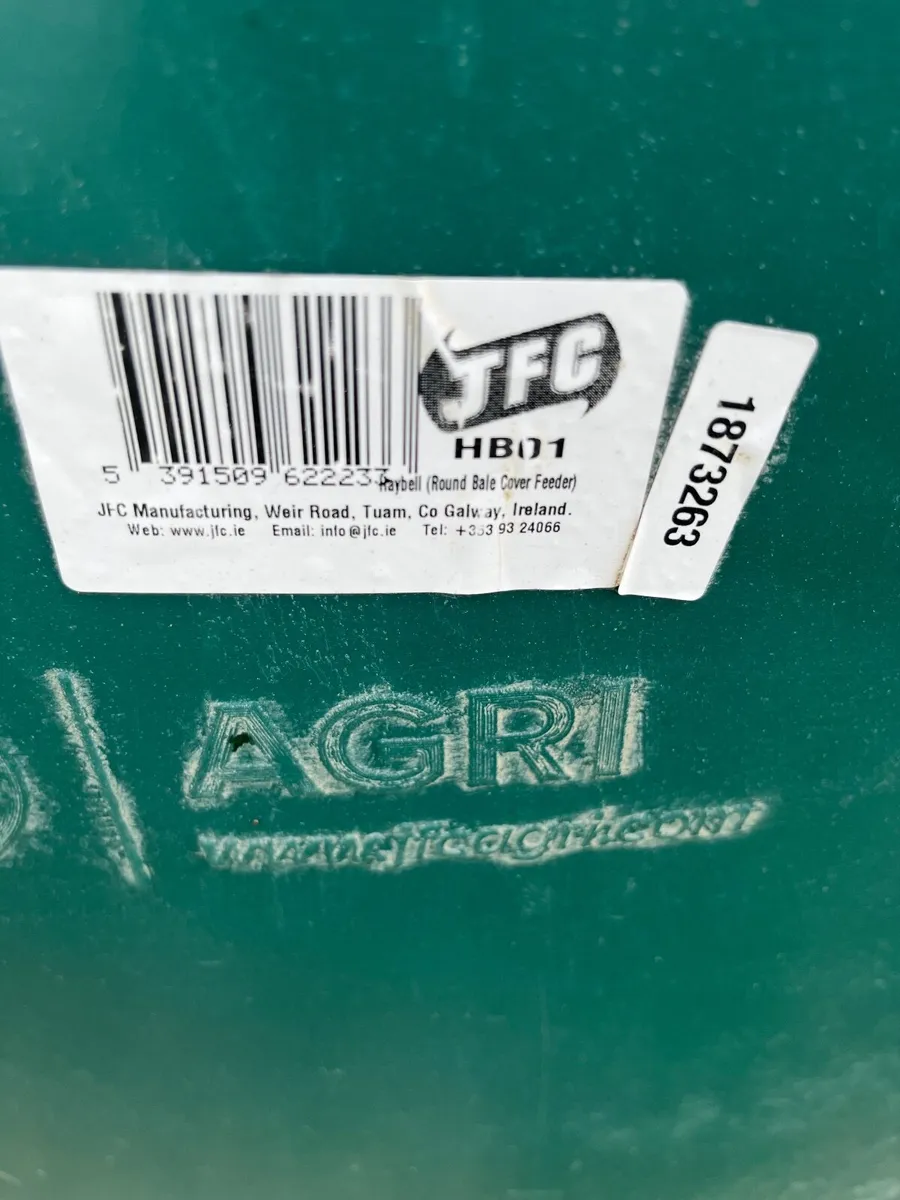 JFC
HB01
5 391509 622233
Haybell (Round Bale Cover Feeder)
JFC Manufacturing, Weir Road, Tuam, Co Galway, Ireland.
Web: www.jfc.ie Email: info@jfc.ie Tel: +353 93 24066
1873263
AGRI
www.jfcagri.com